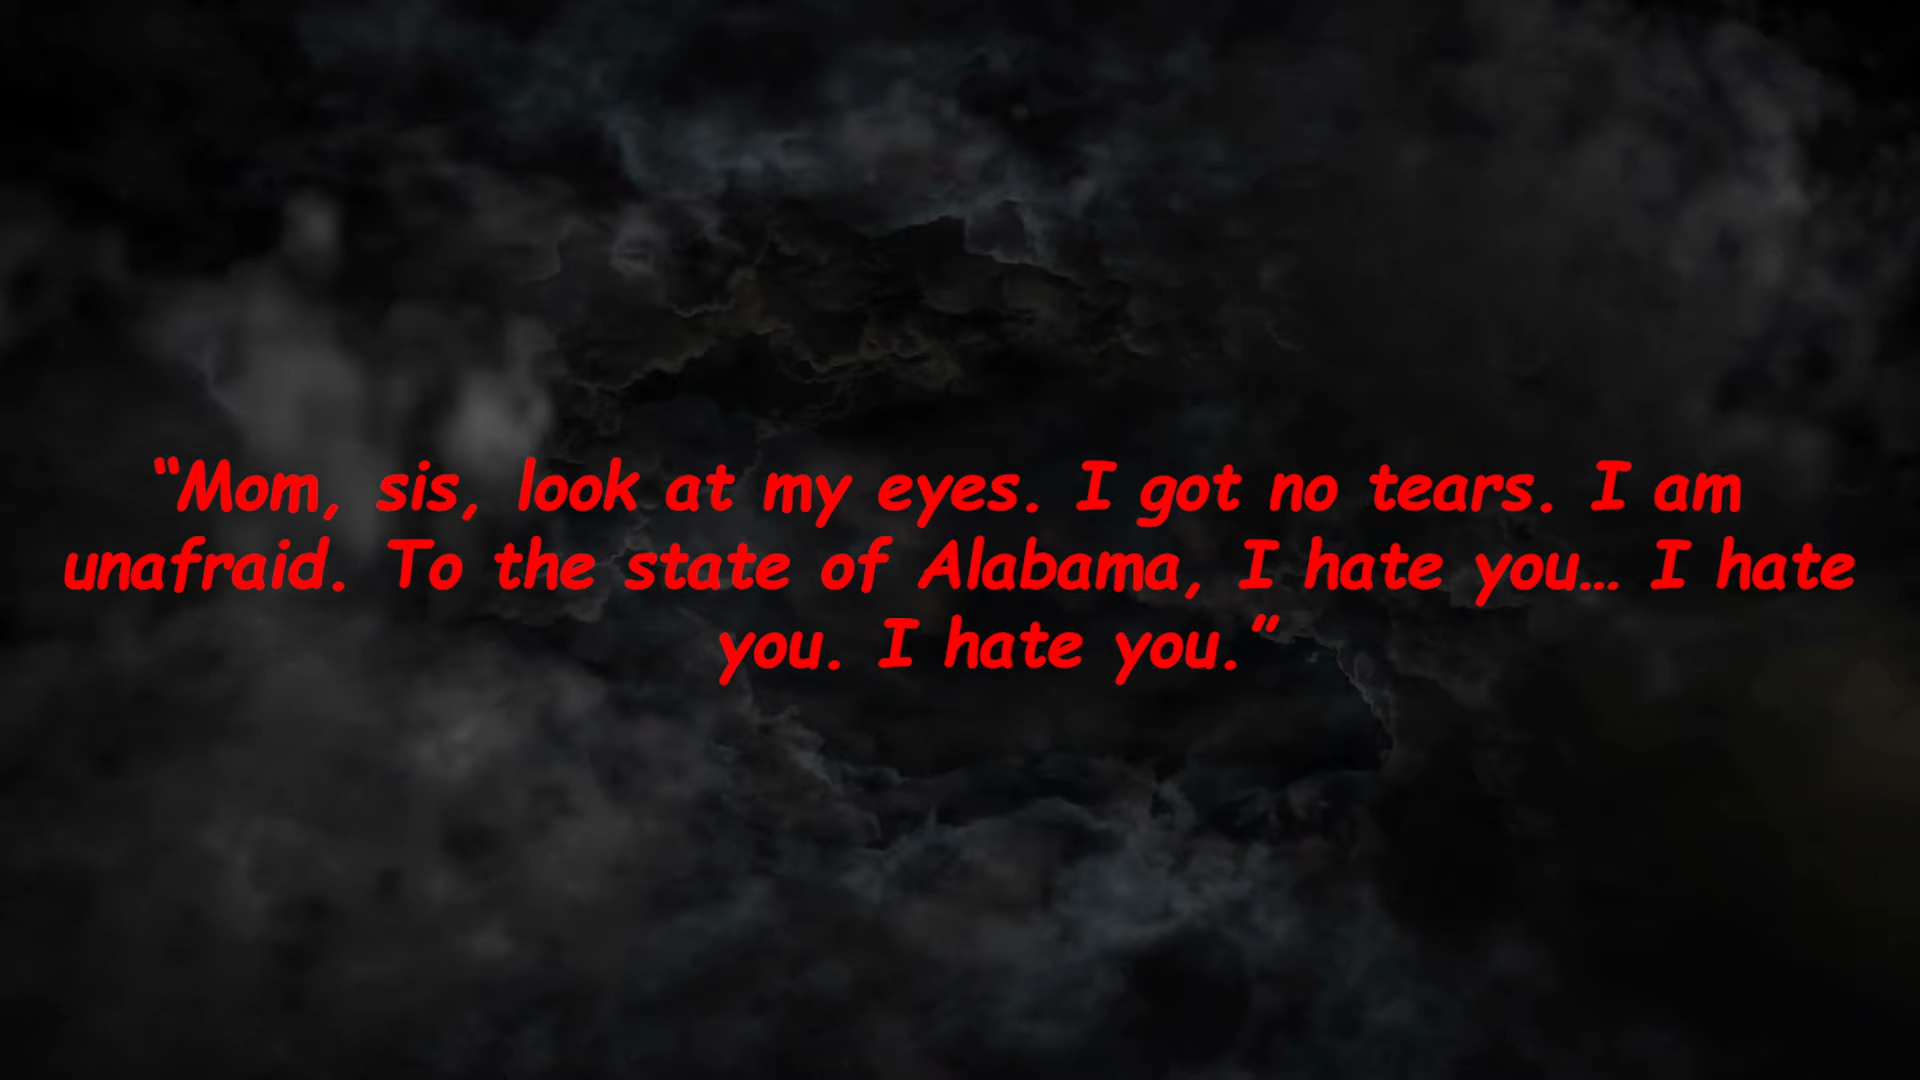 “Mom, sis, look at my eyes. I got no tears. I am
unafraid. To the state of Alabama, I hate you… I hate
you. I hate you.”